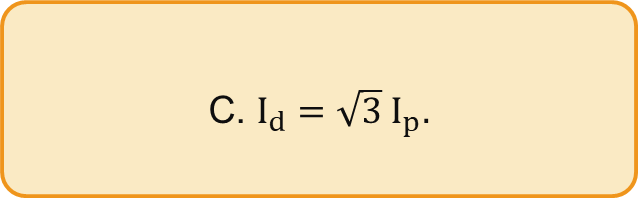 C. I_d = √3 I_p.